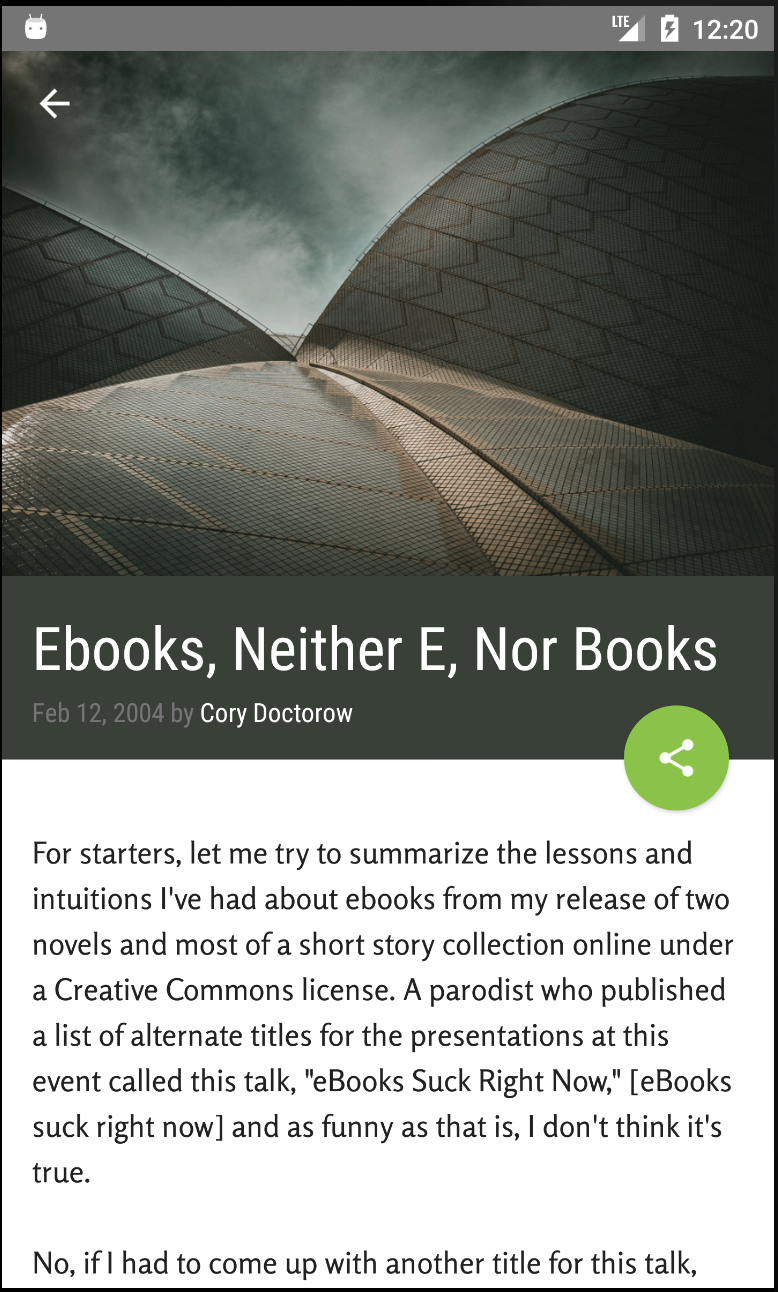 LTE 12:20
Ebooks, Neither E, Nor Books
Feb 12, 2004 by Cory Doctorow
For starters, let me try to summarize the lessons and
intuitions I've had about ebooks from my release of two
novels and most of a short story collection online under
a Creative Commons license. A parodist who published
a list of alternate titles for the presentations at this
event called this talk, "eBooks Suck Right Now," [eBooks
suck right now] and as funny as that is, I don't think it's
true.
No, if I had to come up with another title for this talk,